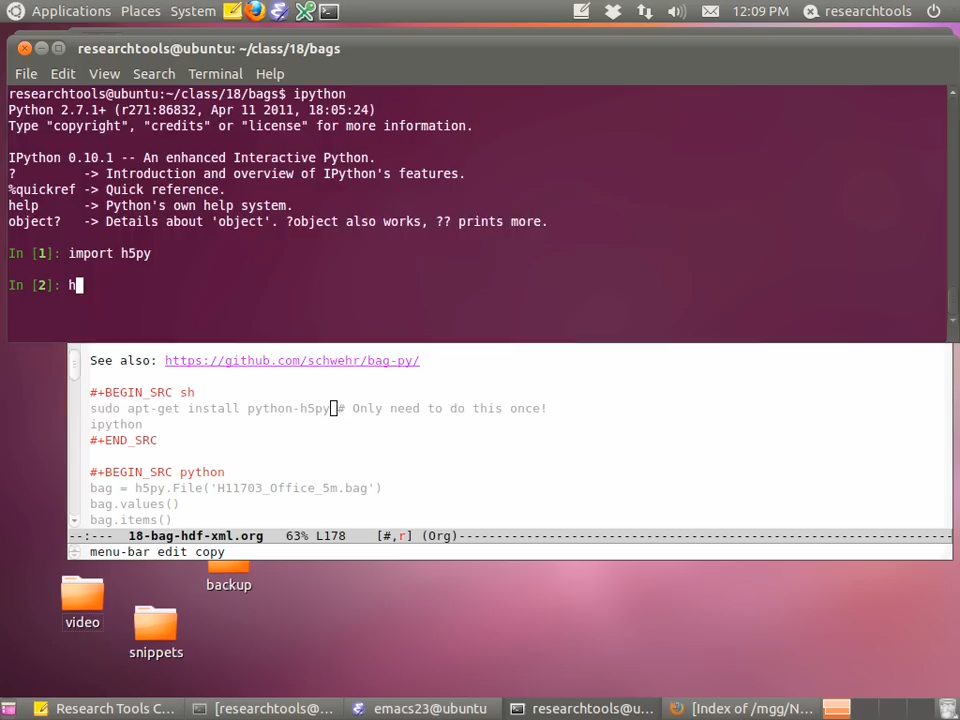 Applications Places System 12:09 PM researchtools
researchtools@ubuntu: ~/class/18/bags
File Edit View Search Terminal Help
researchtools@ubuntu:~/class/18/bags$ ipython
Python 2.7.1+ (r271:86832, Apr 11 2011, 18:05:24)
Type "copyright", "credits" or "license" for more information.
IPython 0.10.1 -- An enhanced Interactive Python.
? -> Introduction and overview of IPython's features.
%quickref -> Quick reference.
help -> Python's own help system.
object? -> Details about 'object'. ?object also works, ?? prints more.
In [1]: import h5py
In [2]: h
See also: https://github.com/schwehr/bag-py/
#+BEGIN_SRC sh
sudo apt-get install python-h5py # Only need to do this once!
ipython
#+END_SRC
#+BEGIN_SRC python
bag = h5py.File('H11703_Office_5m.bag')
bag.values()
bag.items()
--:--- 18-bag-hdf-xml.org 63% L178 [#,r] (Org)------------------------------------------------------
menu-bar edit copy
backup
video
snippets
Research Tools C... [researchtools@... emacs23@ubuntu researchtools@u... [Index of /mgg/N...